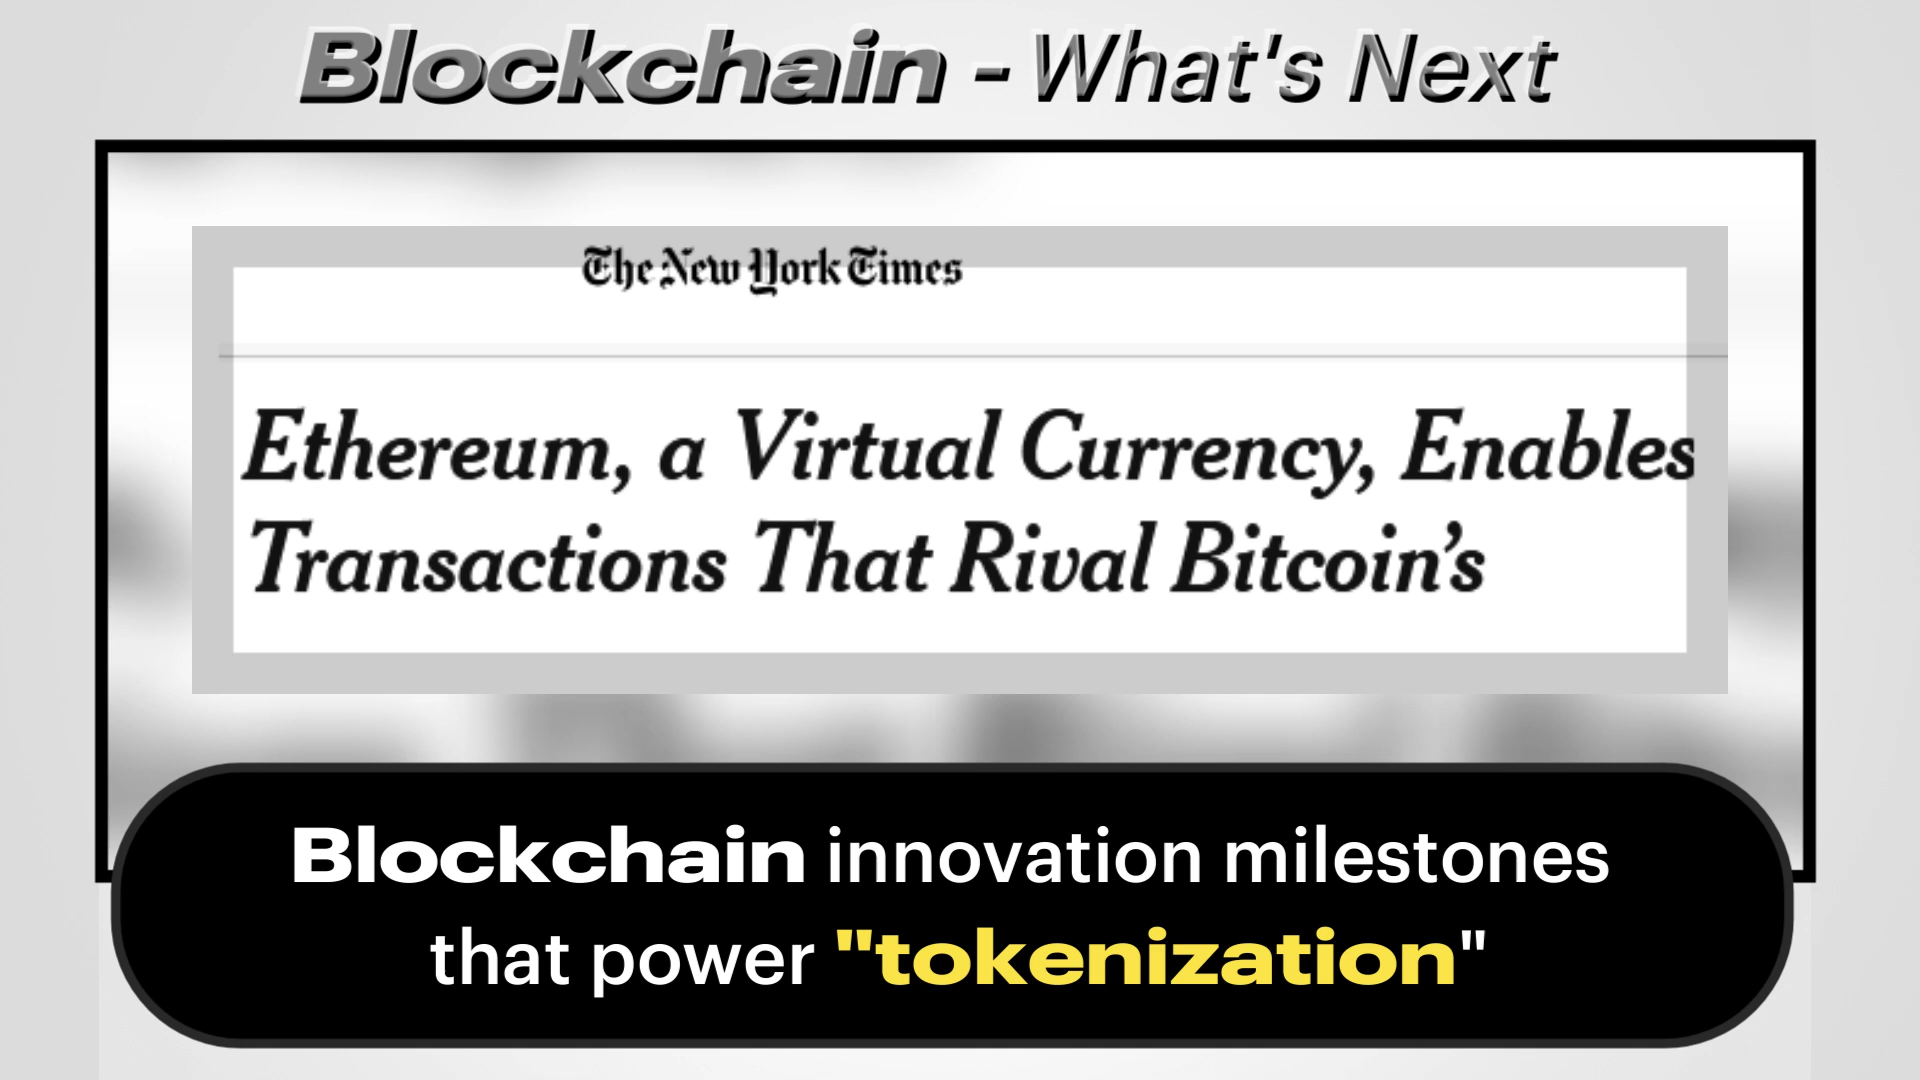 Blockchain - What's Next
The New York Times
Ethereum, a Virtual Currency, Enables
Transactions That Rival Bitcoin’s
Blockchain innovation milestones
that power "tokenization"